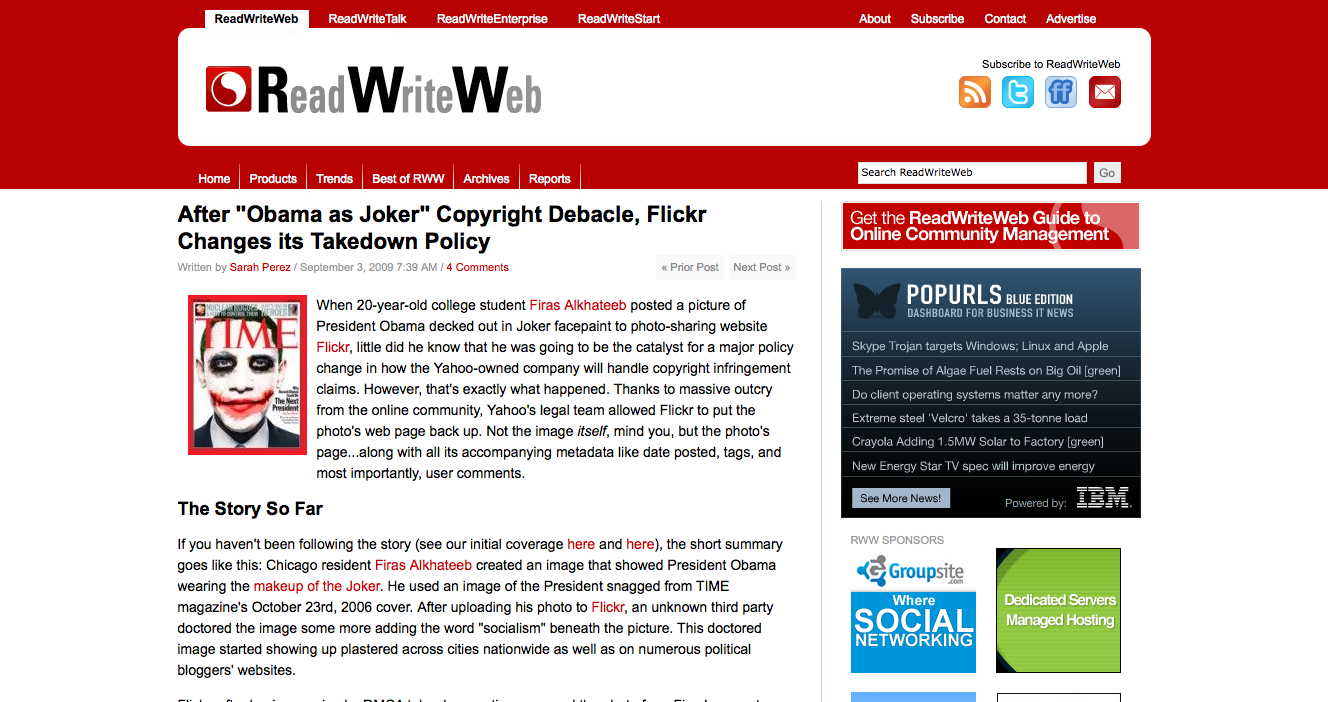 ReadWriteWeb ReadWriteTalk ReadWriteEnterprise ReadWriteStart About Subscribe Contact Advertise
ReadWriteWeb
Subscribe to ReadWriteWeb
Home Products Trends Best of RWW Archives Reports
Search ReadWriteWeb Go
After "Obama as Joker" Copyright Debacle, Flickr
Changes its Takedown Policy
Written by Sarah Perez / September 3, 2009 7:39 AM / 4 Comments
« Prior Post Next Post »
TIME
The Next
President
When 20-year-old college student Firas Alkhateeb posted a picture of
President Obama decked out in Joker facepaint to photo-sharing website
Flickr, little did he know that he was going to be the catalyst for a major policy
change in how the Yahoo-owned company will handle copyright infringement
claims. However, that's exactly what happened. Thanks to massive outcry
from the online community, Yahoo's legal team allowed Flickr to put the
photo's web page back up. Not the image itself, mind you, but the photo's
page...along with all its accompanying metadata like date posted, tags, and
most importantly, user comments.
The Story So Far
If you haven't been following the story (see our initial coverage here and here), the short summary
goes like this: Chicago resident Firas Alkhateeb created an image that showed President Obama
wearing the makeup of the Joker. He used an image of the President snagged from TIME
magazine's October 23rd, 2006 cover. After uploading his photo to Flickr, an unknown third party
doctored the image some more adding the word "socialism" beneath the picture. This doctored
image started showing up plastered across cities nationwide as well as on numerous political
bloggers' websites.
Get the ReadWriteWeb Guide to
Online Community Management
POPURLS BLUE EDITION
DASHBOARD FOR BUSINESS IT NEWS
Skype Trojan targets Windows; Linux and Apple
The Promise of Algae Fuel Rests on Big Oil [green]
Do client operating systems matter any more?
Extreme steel 'Velcro' takes a 35-tonne load
Crayola Adding 1.5MW Solar to Factory [green]
New Energy Star TV spec will improve energy
See More News! Powered by: IBM
RWW SPONSORS
Groupsite.com
Where
SOCIAL
NETWORKING
Dedicated Servers
Managed Hosting